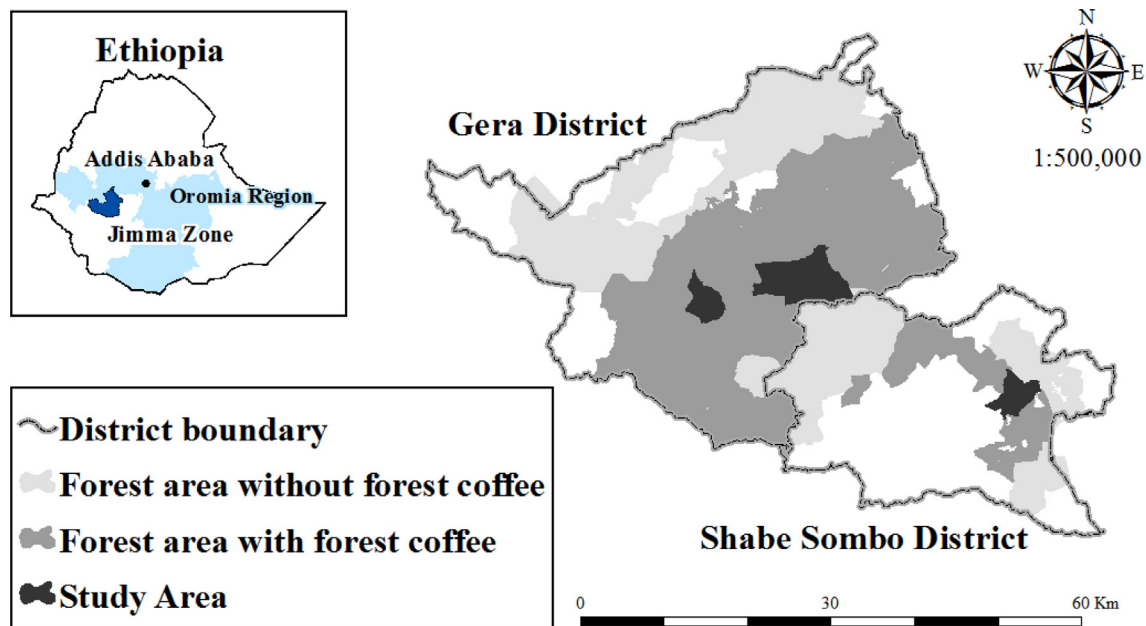 Ethiopia
Addis Ababa
Oromia Region
Jimma Zone
Gera District
N
W E
S
1:500,000
District boundary
Forest area without forest coffee
Forest area with forest coffee
Study Area
Shabe Sombo District
0 30 60 Km